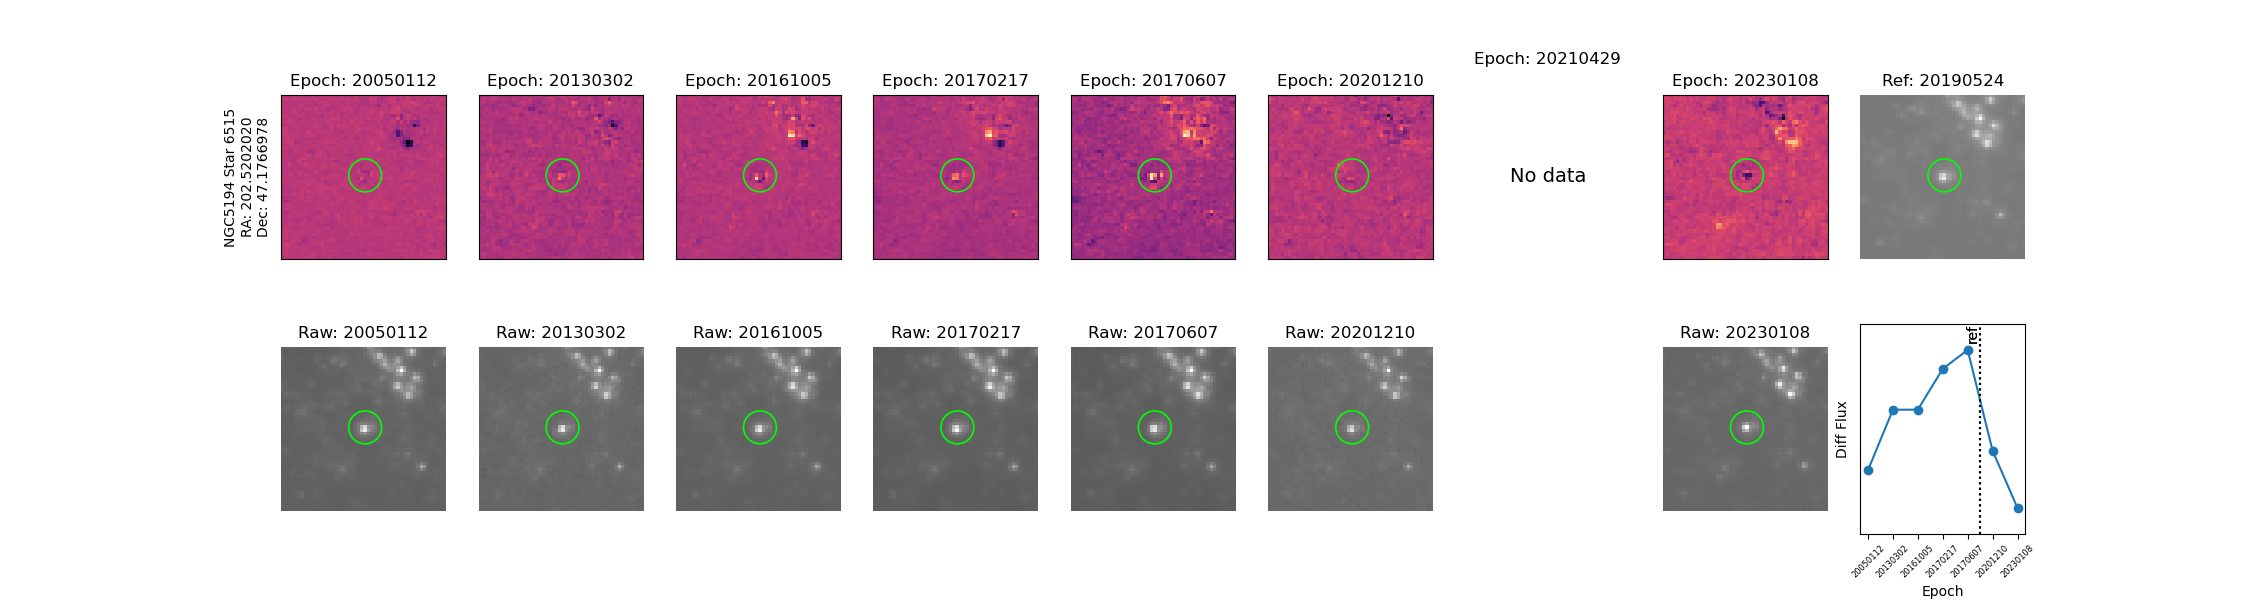 Epoch: 20050112
Epoch: 20130302
Epoch: 20161005
Epoch: 20170217
Epoch: 20170607
Epoch: 20201210
Epoch: 20210429
Epoch: 20230108
Ref: 20190524
NGC5194 Star 6515
RA: 202.5202020
Dec: 47.1766978
No data
Raw: 20050112
Raw: 20130302
Raw: 20161005
Raw: 20170217
Raw: 20170607
Raw: 20201210
Raw: 20230108
ref
Diff Flux
20050112
20130302
20161005
20170217
20170607
20201210
20230108
Epoch